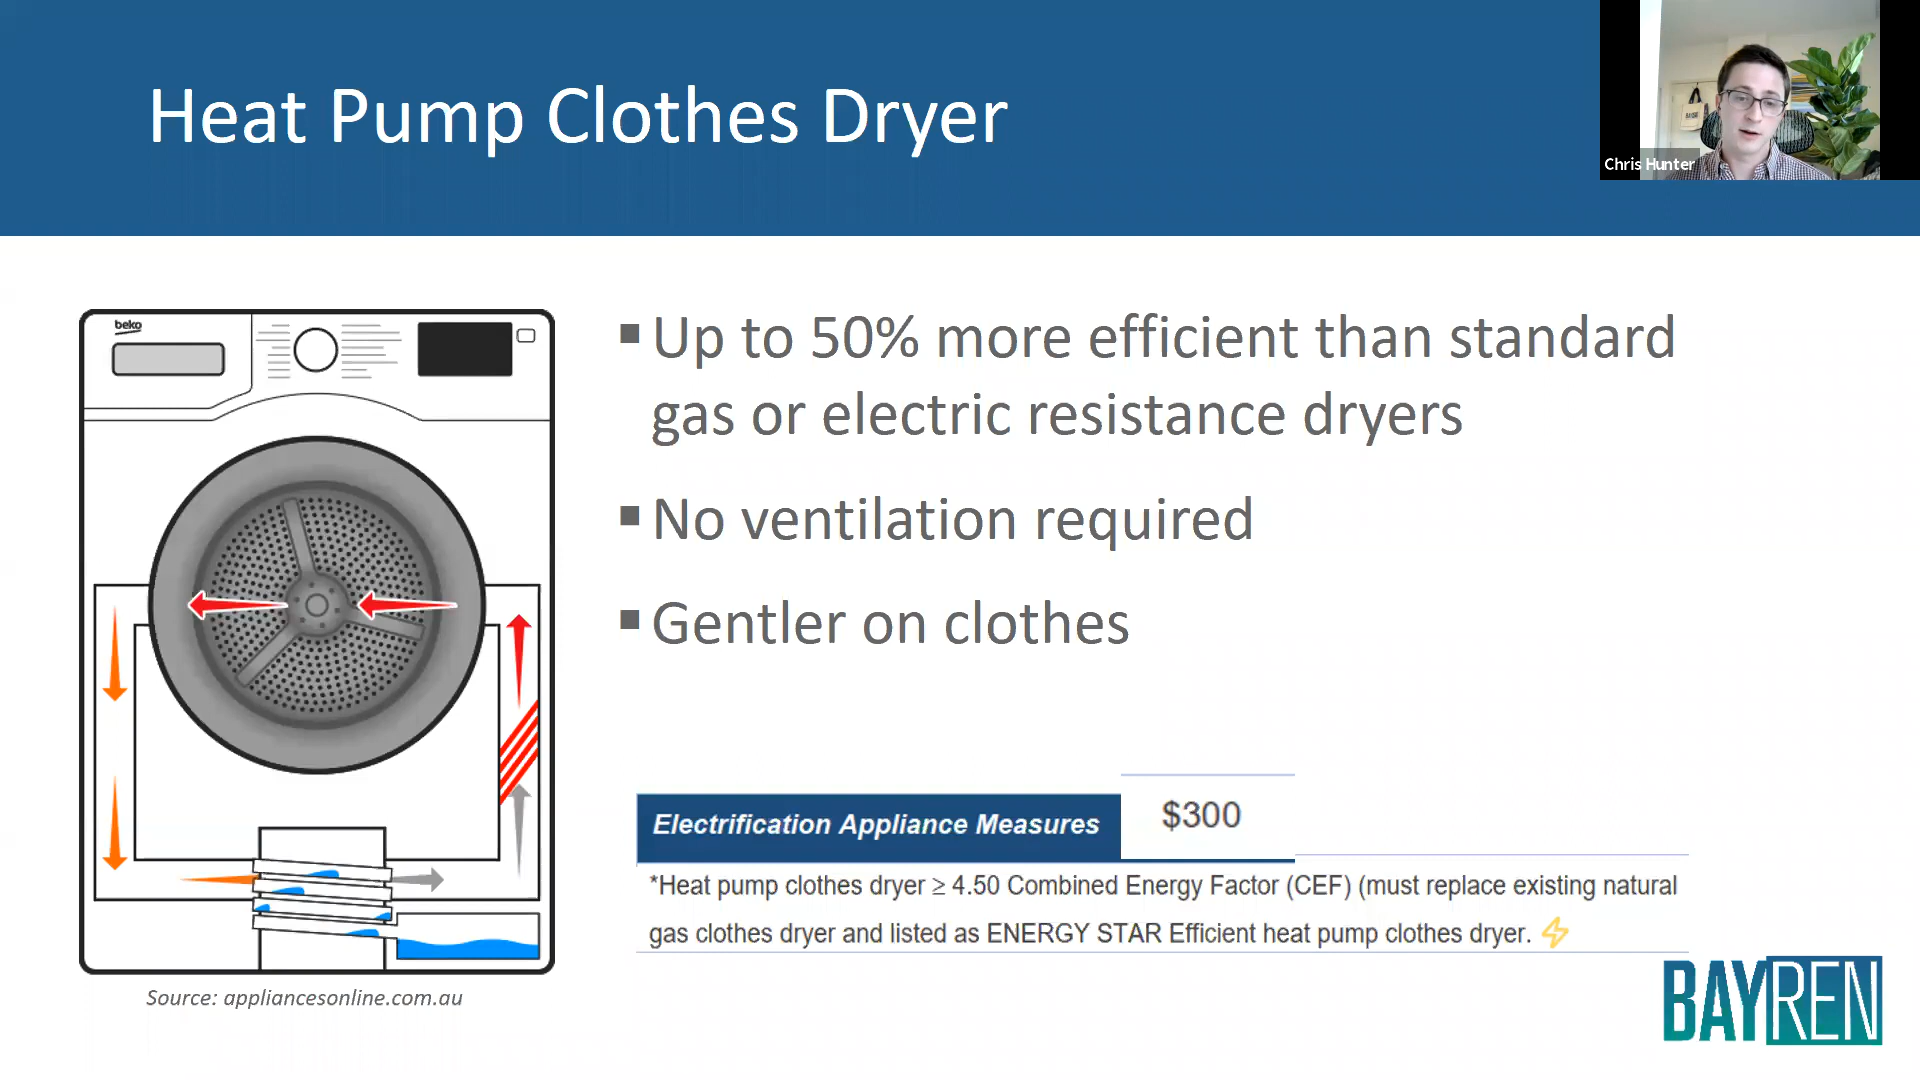 Heat Pump Clothes Dryer
Chris Hunter
beko
▪ Up to 50% more efficient than standard
gas or electric resistance dryers
▪ No ventilation required
▪ Gentler on clothes
Electrification Appliance Measures $300
*Heat pump clothes dryer ≥ 4.50 Combined Energy Factor (CEF) (must replace existing natural
gas clothes dryer and listed as ENERGY STAR Efficient heat pump clothes dryer.
Source: appliancesonline.com.au
BAYREN